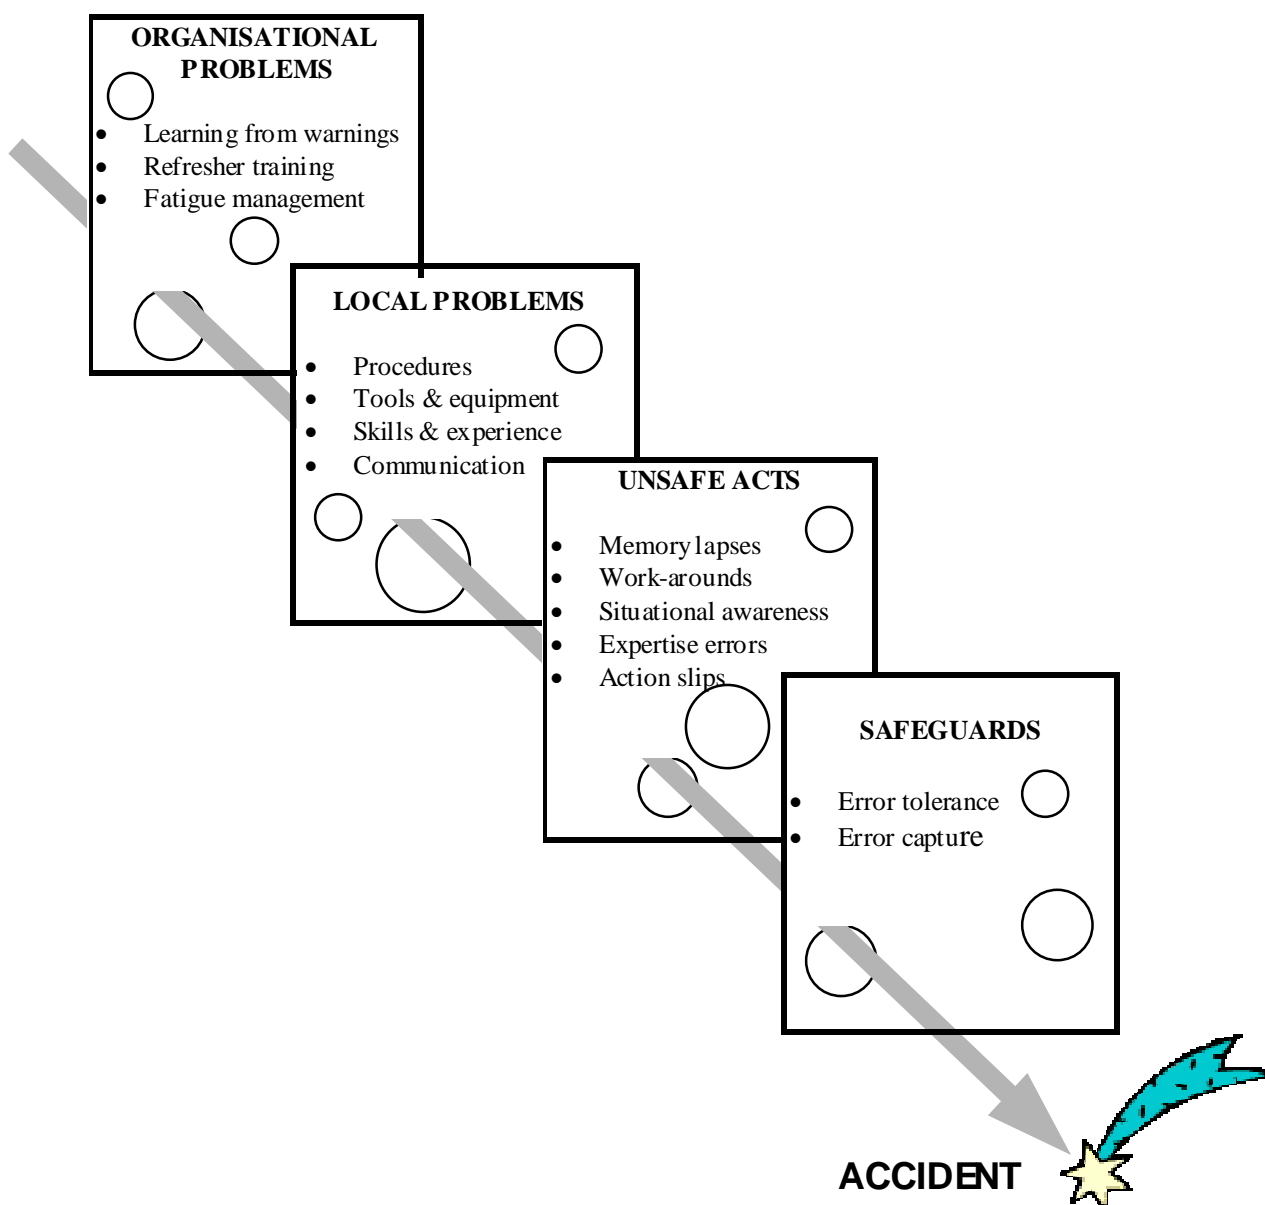 ORGANISATIONAL
PROBLEMS
• Learning from warnings
• Refresher training
• Fatigue management
LOCAL PROBLEMS
• Procedures
• Tools & equipment
• Skills & experience
• Communication
UNSAFE ACTS
• Memory lapses
• Work-arounds
• Situational awareness
• Expertise errors
• Action slips
SAFEGUARDS
• Error tolerance
• Error capture
ACCIDENT